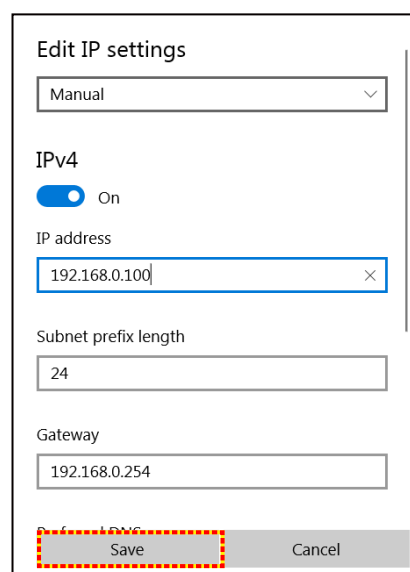 Edit IP settings
Manual
IPv4
On
IP address
192.168.0.100
Subnet prefix length
24
Gateway
192.168.0.254
Save Cancel